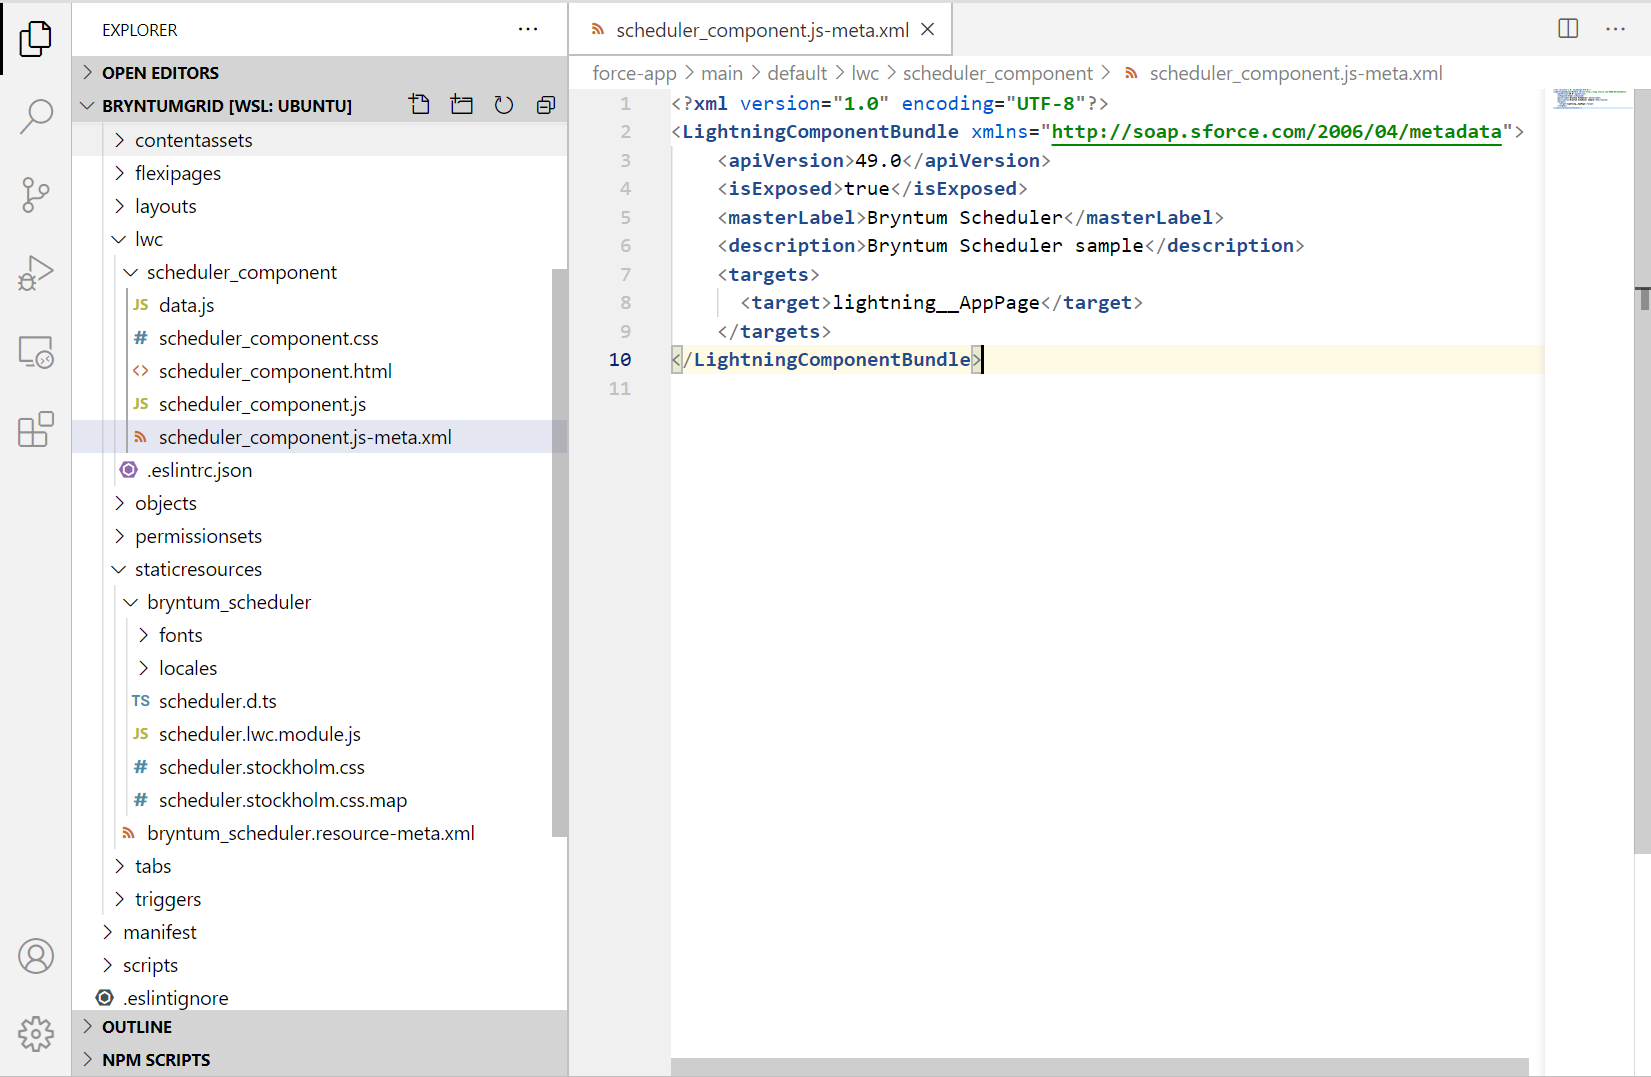 EXPLORER
OPEN EDITORS
BRYNTUMGRID [WSL: UBUNTU]
contentassets
flexipages
layouts
lwc
scheduler_component
JS data.js
# scheduler_component.css
<> scheduler_component.html
JS scheduler_component.js
scheduler_component.js-meta.xml
.eslintrc.json
objects
permissionsets
staticresources
bryntum_scheduler
fonts
locales
TS scheduler.d.ts
JS scheduler.lwc.module.js
# scheduler.stockholm.css
# scheduler.stockholm.css.map
bryntum_scheduler.resource-meta.xml
tabs
triggers
manifest
scripts
.eslintignore
OUTLINE
NPM SCRIPTS
scheduler_component.js-meta.xml
force-app > main > default > lwc > scheduler_component > scheduler_component.js-meta.xml
1 <?xml version="1.0" encoding="UTF-8"?>
2 <LightningComponentBundle xmlns="http://soap.sforce.com/2006/04/metadata">
3 <apiVersion>49.0</apiVersion>
4 <isExposed>true</isExposed>
5 <masterLabel>Bryntum Scheduler</masterLabel>
6 <description>Bryntum Scheduler sample</description>
7 <targets>
8 <target>lightning__AppPage</target>
9 </targets>
10 </LightningComponentBundle>
11